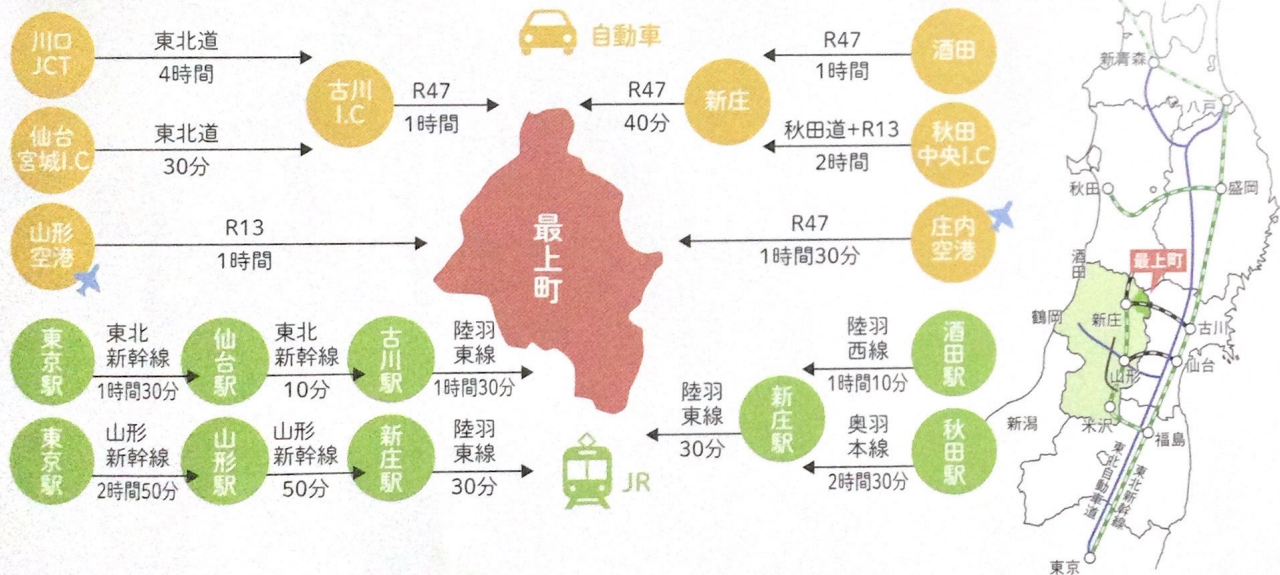 自動車
川口
JCT
東北道
4時間
仙台
宮城I.C
東北道
30分
古川
I.C
R47
1時間
山形
空港
R13
1時間
酒田
R47
1時間
秋田
中央I.C
秋田道+R13
2時間
新庄
R47
40分
庄内
空港
R47
1時間30分
最上町
東京駅
東北
新幹線
1時間30分
仙台駅
東北
新幹線
10分
古川駅
陸羽
東線
1時間30分
東京駅
山形
新幹線
2時間50分
山形駅
山形
新幹線
50分
新庄駅
陸羽
東線
30分
JR
酒田駅
陸羽
西線
1時間10分
秋田駅
奥羽
本線
2時間30分
新庄駅
陸羽
東線
30分
新青森
八戸
秋田
盛岡
酒田
最上町
鶴岡
新庄
古川
山形
仙台
新潟
米沢
福島
東北自動車道
東北新幹線
東京